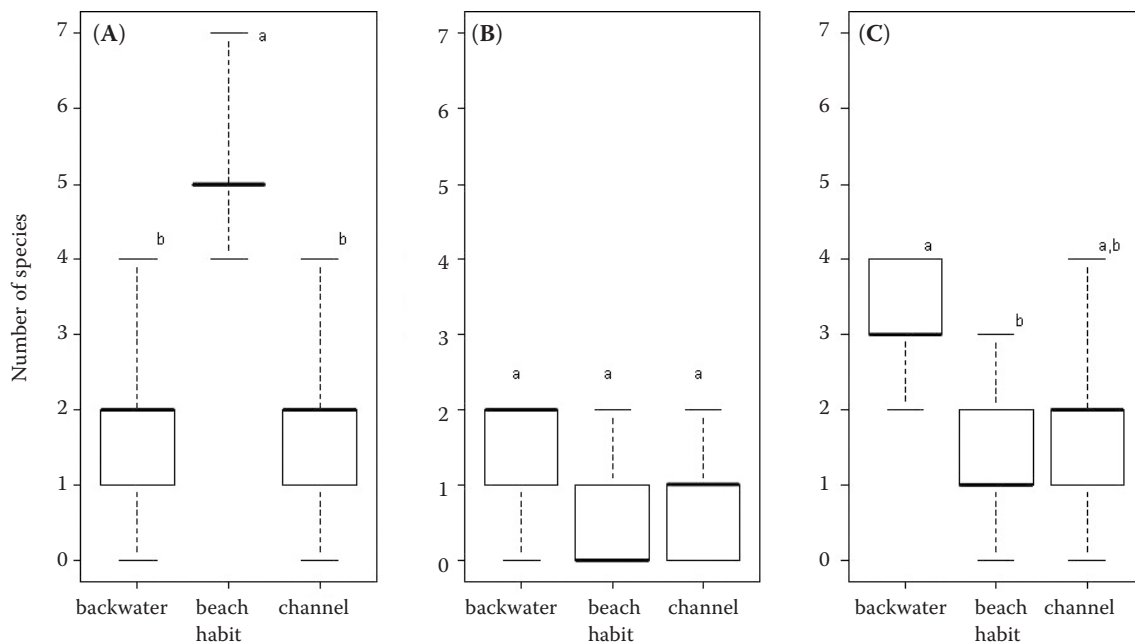 Number of species
(A)
7
6
5
4
3
2
1
0
a
b
b
backwater beach channel
habit
(B)
7
6
5
4
3
2
1
0
a a a
backwater beach channel
habit
(C)
7
6
5
4
3
2
1
0
a
b
a,b
backwater beach channel
habit